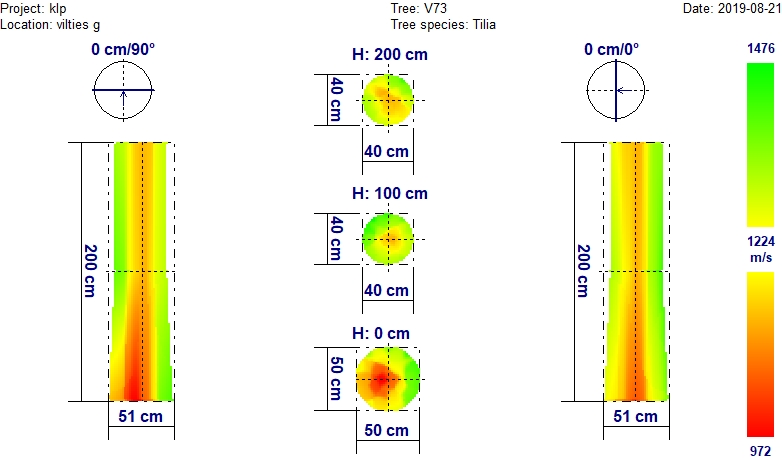 Project: klp
Tree: V73
Date: 2019-08-21
Location: vilties g
Tree species: Tilia
0 cm/90°
H: 200 cm
0 cm/0°
1476
40 cm
40 cm
H: 100 cm
200 cm
40 cm
200 cm
1224
m/s
40 cm
H: 0 cm
50 cm
51 cm
50 cm
51 cm
972